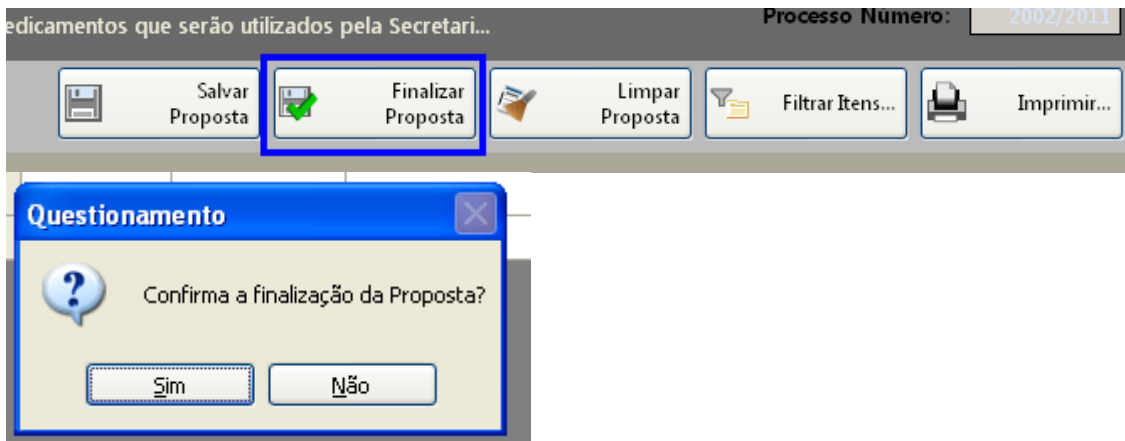 edicamentos que serão utilizados pela Secretari...
Processo Número: 2002/2011
Salvar
Proposta
Finalizar
Proposta
Limpar
Proposta
Filtrar Itens...
Imprimir...
Questionamento
Confirma a finalização da Proposta?
Sim
Não